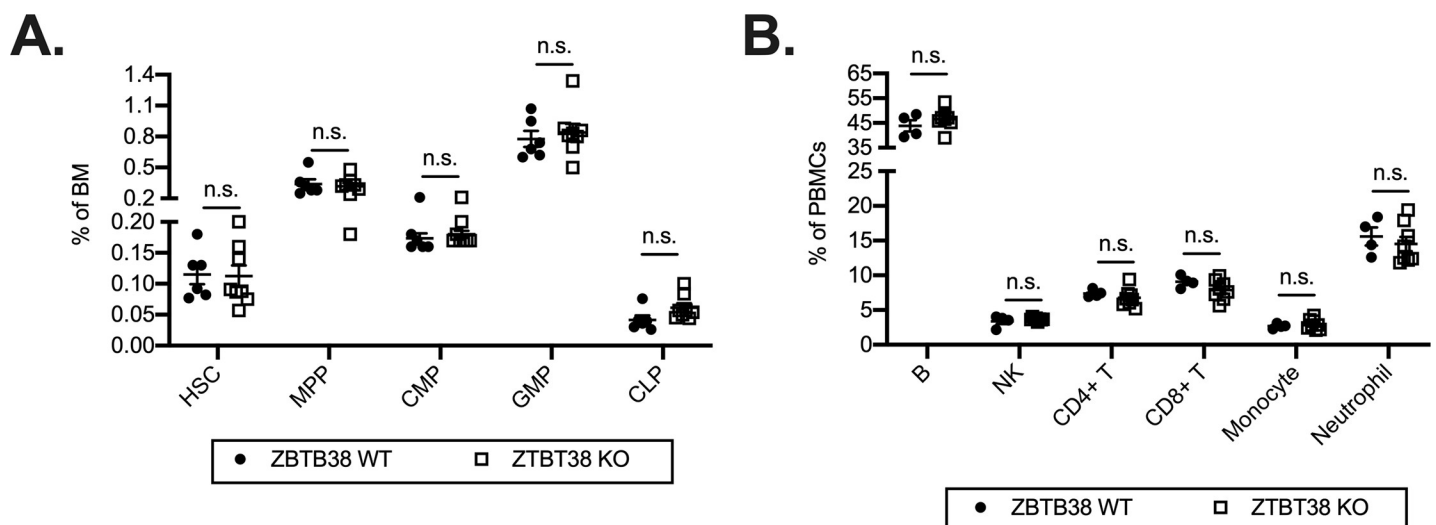 A.
% of BM
1.4
1.1
0.8
0.5
0.2
0.20
0.15
0.10
0.05
0.00
n.s.
n.s.
n.s.
n.s.
n.s.
HSC
MPP
CMP
GMP
CLP
ZBTB38 WT
ZTBT38 KO
B.
% of PBMCs
65
55
45
35
25
20
15
10
5
0
n.s.
n.s.
n.s.
n.s.
n.s.
n.s.
B
NK
CD4+ T
CD8+ T
Monocyte
Neutrophil
ZBTB38 WT
ZTBT38 KO